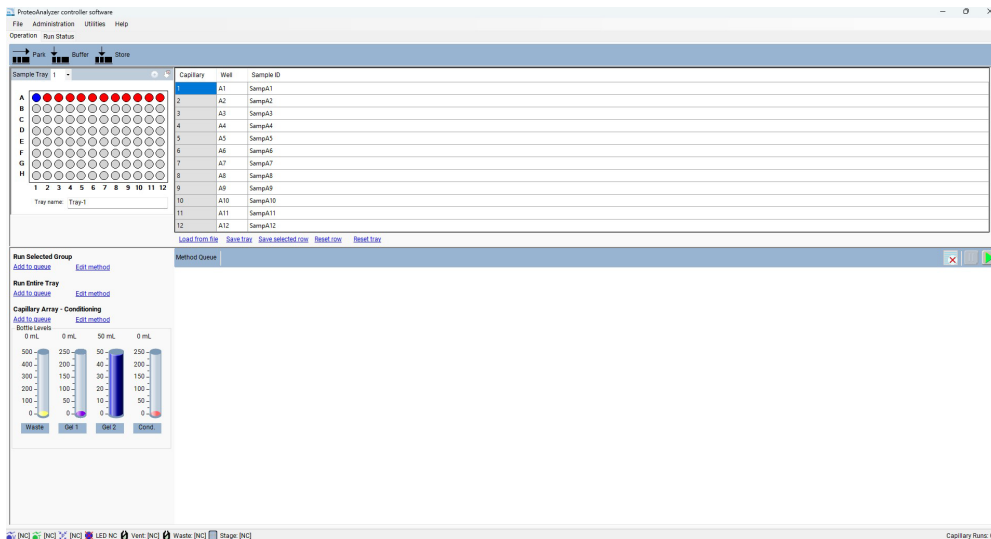 ProteoAnalyzer controller software
File Administration Utilities Help
Operation Run Status
Park Buffer Store
Sample Tray 1
A
B
C
D
E
F
G
H
1 2 3 4 5 6 7 8 9 10 11 12
Tray name: Tray-1
Capillary Well Sample ID
1 A1 SampA1
2 A2 SampA2
3 A3 SampA3
4 A4 SampA4
5 A5 SampA5
6 A6 SampA6
7 A7 SampA7
8 A8 SampA8
9 A9 SampA9
10 A10 SampA10
11 A11 SampA11
12 A12 SampA12
Load from file Save tray Save selected row Reset row Reset tray
Run Selected Group
Add to queue Edit method
Run Entire Tray
Add to queue Edit method
Capillary Array - Conditioning
Add to queue Edit method
Bottle Levels
0 mL 0 mL 50 mL 0 mL
500 250 50 250
400 200 40 200
300 150 30 150
200 100 20 100
100 50 10 50
0 0 0 0
Waste Gel 1 Gel 2 Cond.
Method Queue
[NC] [NC] [NC] LED NC Vent: [NC] Waste: [NC] Stage: [NC]
Capillary Runs: